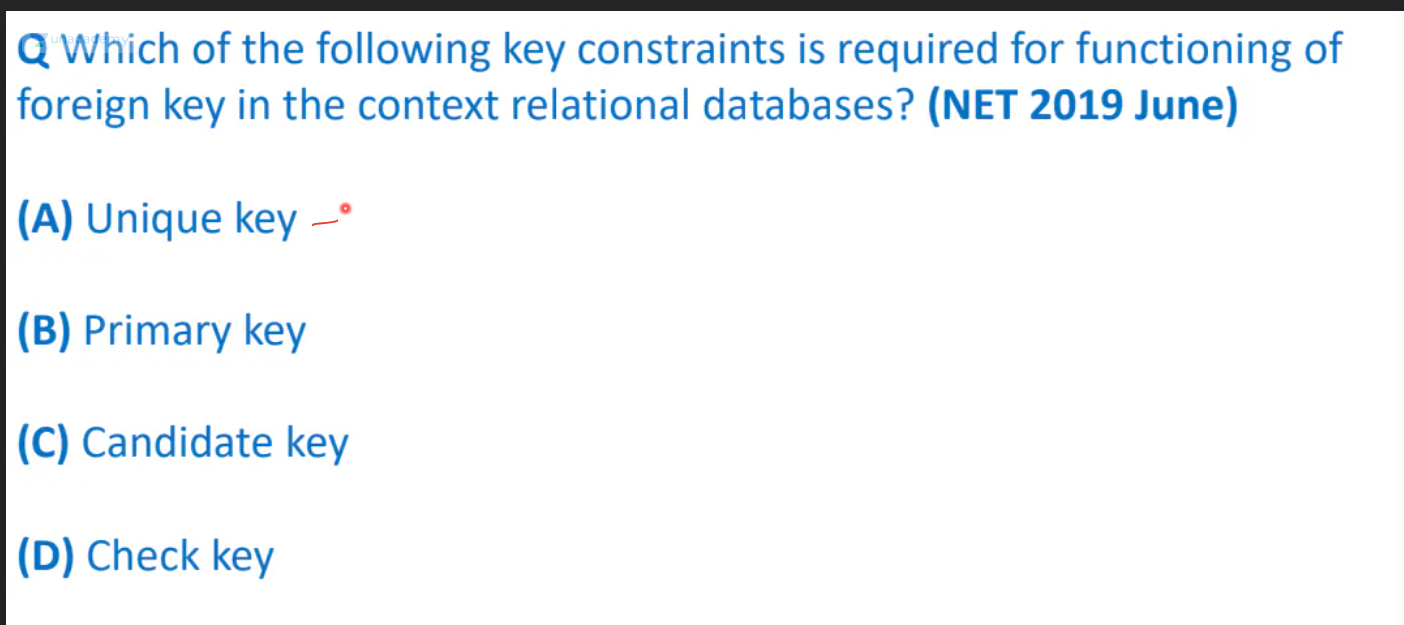 Q Which of the following key constraints is required for functioning of
foreign key in the context relational databases? (NET 2019 June)
(A) Unique key
(B) Primary key
(C) Candidate key
(D) Check key